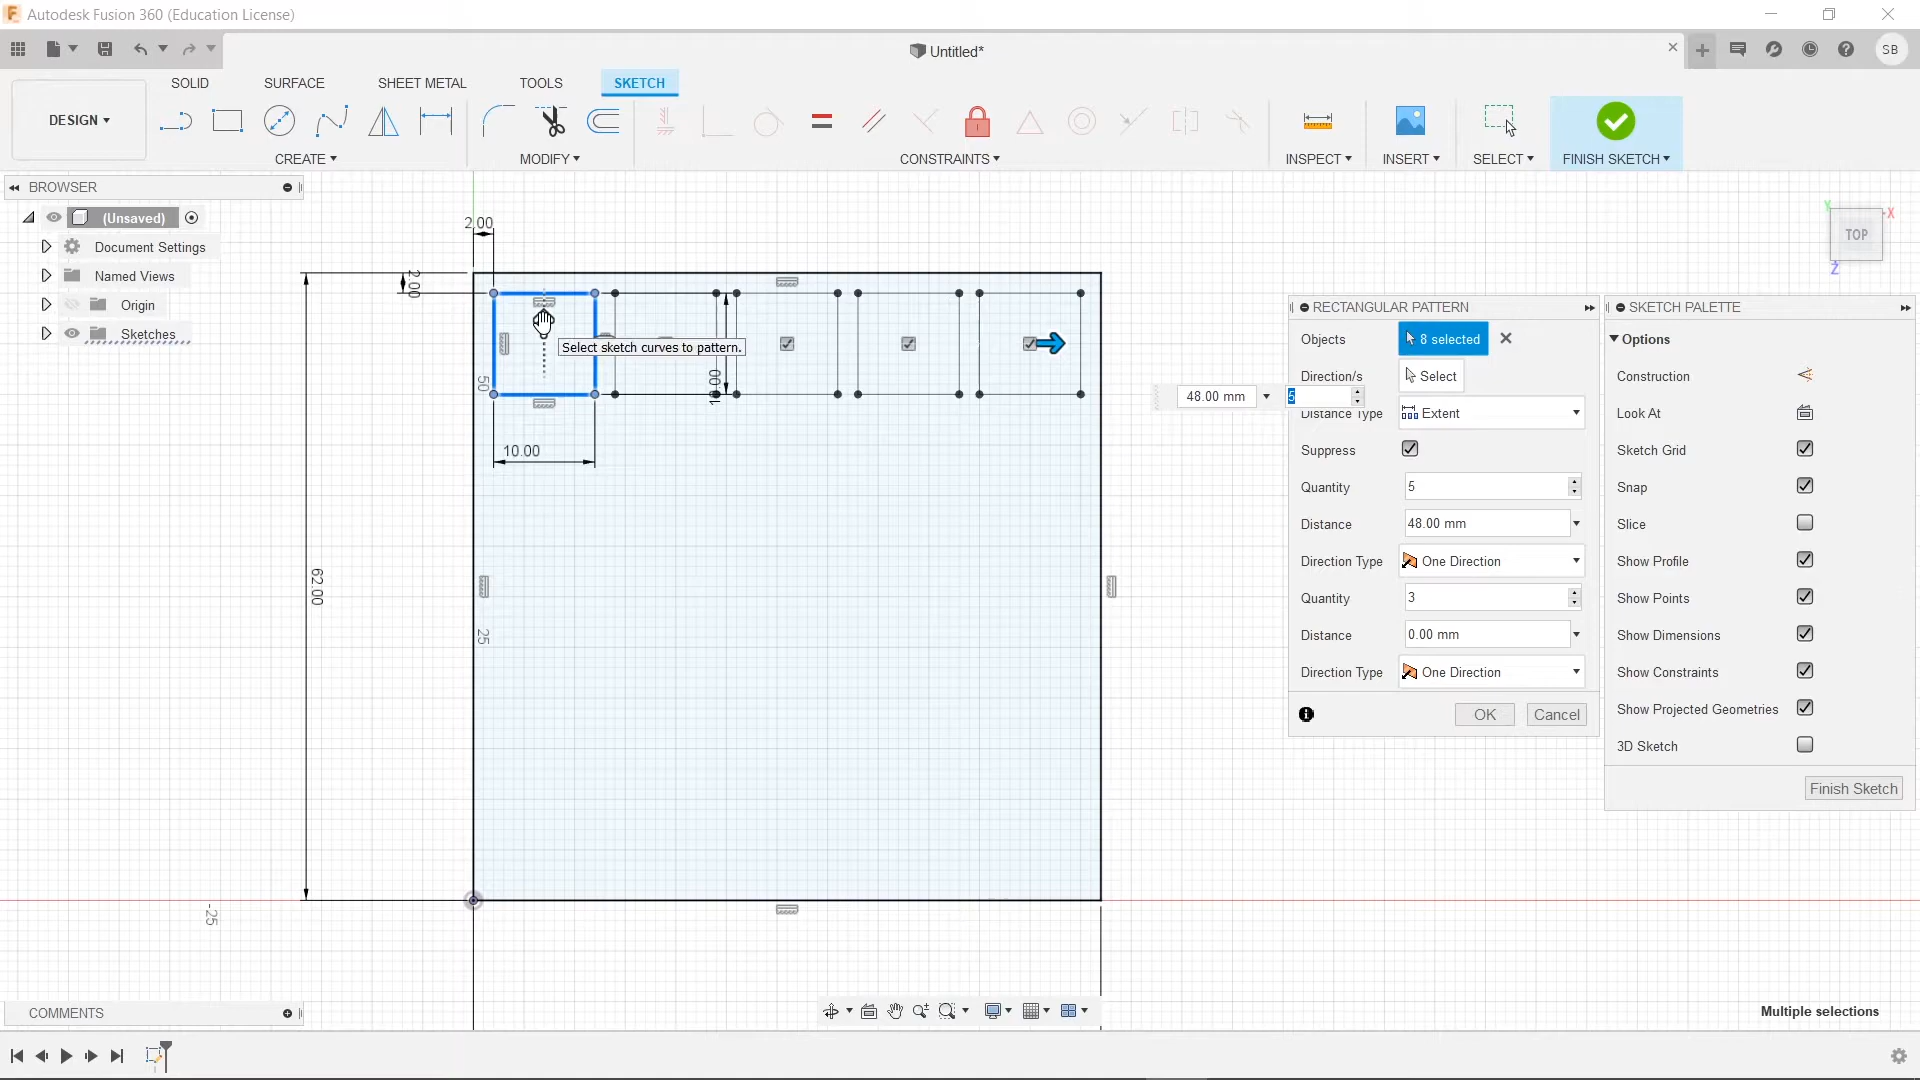 Autodesk Fusion 360 (Education License)
Untitled*
SB
DESIGN
SOLID
SURFACE
SHEET METAL
TOOLS
SKETCH
CREATE
MODIFY
CONSTRAINTS
INSPECT
INSERT
SELECT
FINISH SKETCH
BROWSER
(Unsaved)
Document Settings
Named Views
Origin
Sketches
2.00
2.00
50
10.00
10.00
62.00
25
-25
Select sketch curves to pattern.
48.00 mm
5
Y
X
TOP
Z
RECTANGULAR PATTERN
Objects 8 selected
Direction/s Select
Distance Type Extent
Suppress
Quantity 5
Distance 48.00 mm
Direction Type One Direction
Quantity 3
Distance 0.00 mm
Direction Type One Direction
OK Cancel
SKETCH PALETTE
Options
Construction
Look At
Sketch Grid
Snap
Slice
Show Profile
Show Points
Show Dimensions
Show Constraints
Show Projected Geometries
3D Sketch
Finish Sketch
COMMENTS
Multiple selections